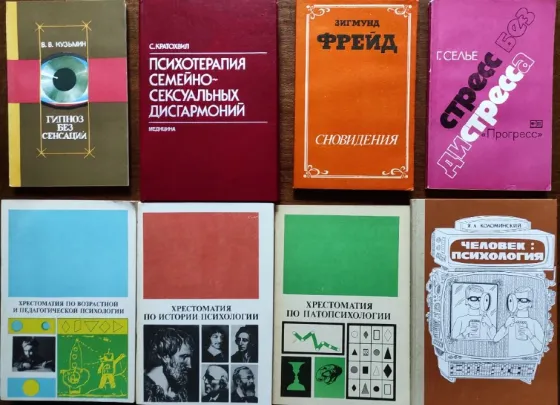 В. В. КУЗЬМИН
ГИПНОЗ
БЕЗ
СЕНСАЦИЙ
С. КРАТОХВИЛ
ПСИХОТЕРАПИЯ
СЕМЕЙНО-
СЕКСУАЛЬНЫХ
ДИСГАРМОНИЙ
МЕДИЦИНА
ЗИГМУНД
ФРЕЙД
СНОВИДЕНИЯ
Г. СЕЛЬЕ
стресс без
дистресса
«Прогресс»
ХРЕСТОМАТИЯ ПО ВОЗРАСТНОЙ
И ПЕДАГОГИЧЕСКОЙ ПСИХОЛОГИИ
ХРЕСТОМАТИЯ
ПО ИСТОРИИ ПСИХОЛОГИИ
ХРЕСТОМАТИЯ
ПО ПАТОПСИХОЛОГИИ
Я. Л. КОЛОМИНСКИЙ
ЧЕЛОВЕК:
ПСИХОЛОГИЯ